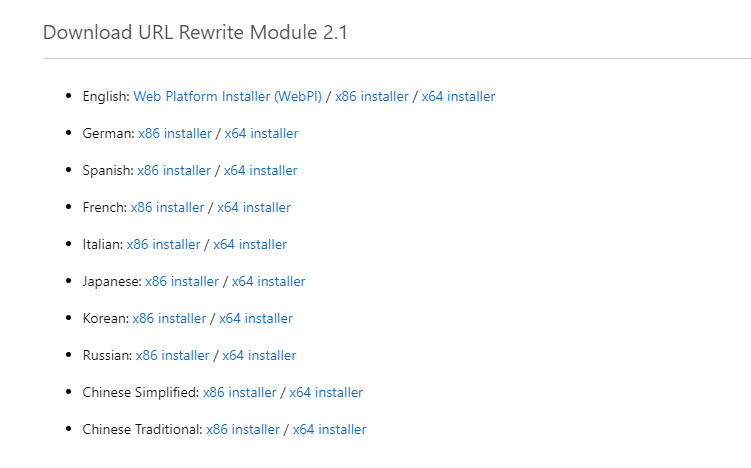 Download URL Rewrite Module 2.1
English: Web Platform Installer (WebPI) / x86 installer / x64 installer
German: x86 installer / x64 installer
Spanish: x86 installer / x64 installer
French: x86 installer / x64 installer
Italian: x86 installer / x64 installer
Japanese: x86 installer / x64 installer
Korean: x86 installer / x64 installer
Russian: x86 installer / x64 installer
Chinese Simplified: x86 installer / x64 installer
Chinese Traditional: x86 installer / x64 installer